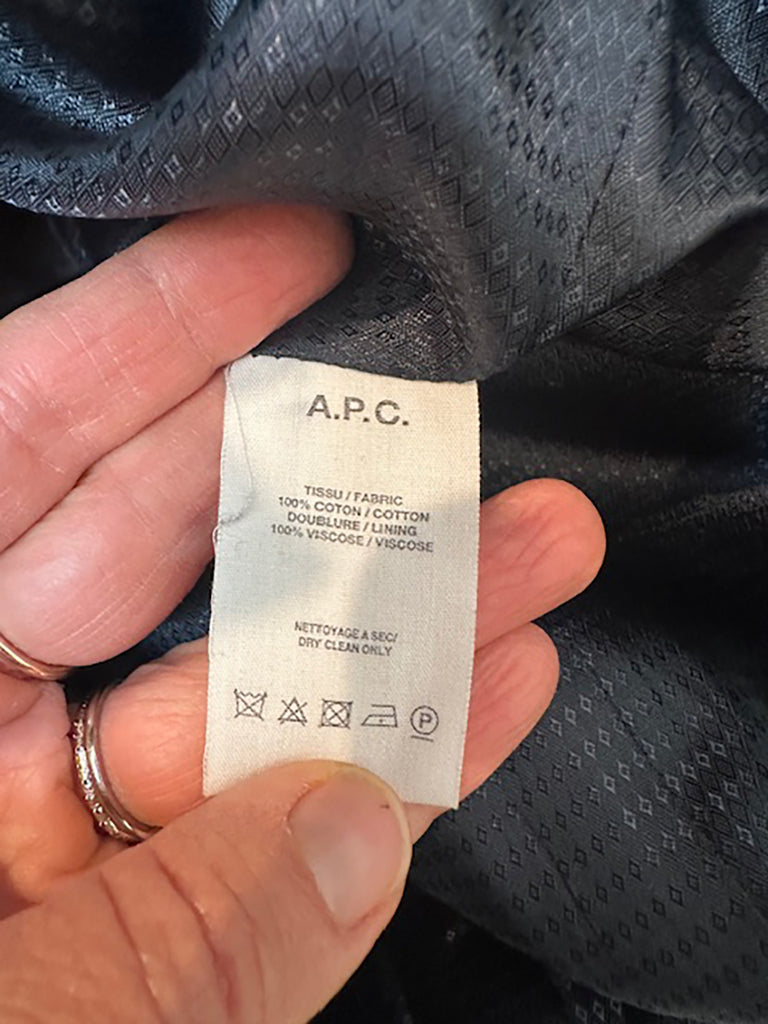 A.P.C.
TISSU / FABRIC
100% COTON / COTTON
DOUBLURE / LINING
100% VISCOSE / VISCOSE
NETTOYAGE A SEC/
DRY CLEAN ONLY
P